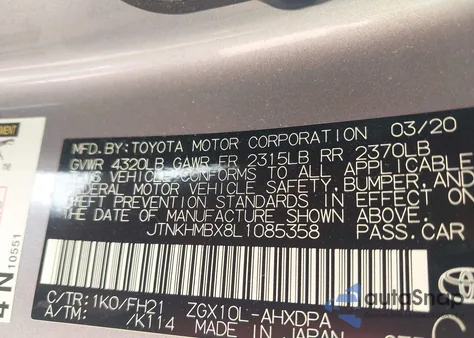 MFD. BY: TOYOTA MOTOR CORPORATION 03/20
GVWR 4320LB GAWR FR 2315LB RR 2370LB
THIS VEHICLE CONFORMS TO ALL APPLICABLE
FEDERAL MOTOR VEHICLE SAFETY, BUMPER, AND
THEFT PREVENTION STANDARDS IN EFFECT ON THE DATE OF
MANUFACTURE SHOWN ABOVE.
JTNKHMBX8L1085358 PASS.CAR
C/TR: 1K0/FH21 ZGX10L-AHXDPA
A/TM: /K114 MADE IN JAPAN
10551
autoSnap